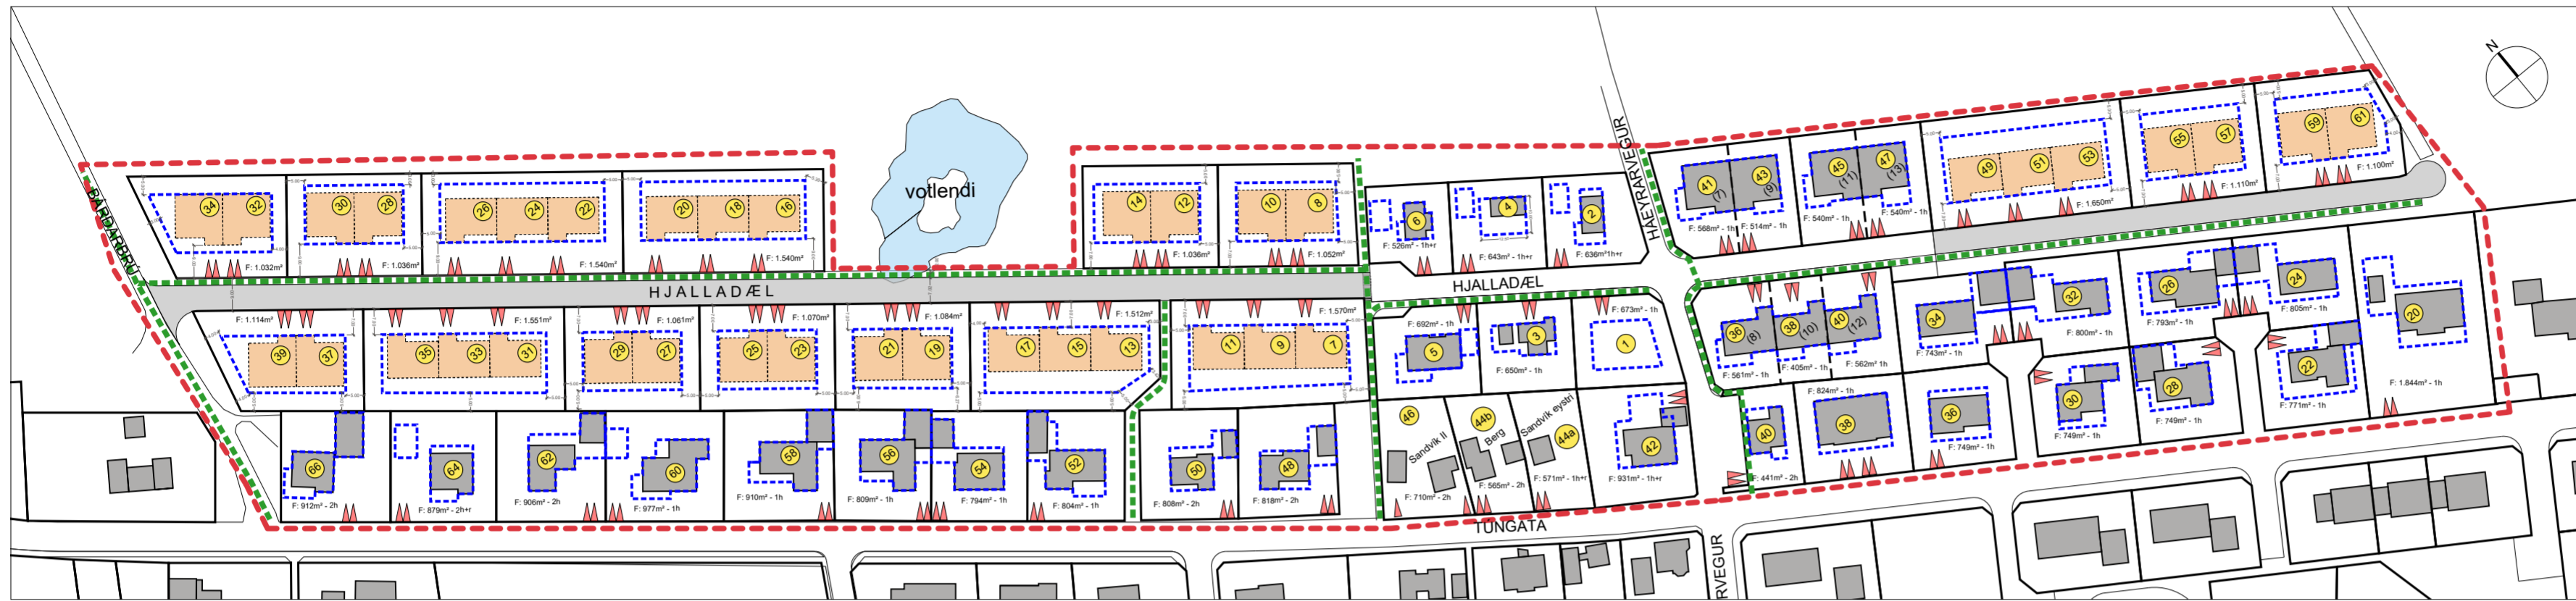 N
BARÐARBRÚ
34
32
F: 1.032m²
30
28
F: 1.036m²
26
24
22
F: 1.540m²
20
18
16
F: 1.540m²
votlendi
14
12
F: 1.036m²
10
8
F: 1.052m²
6
F: 526m² - 1h+r
4
F: 643m² - 1h+r
2
F: 636m²1h+r
HÁEYRARVEGUR
41
(7)
F: 568m² - 1h
43
(9)
F: 514m² - 1h
45
(11)
F: 540m² - 1h
47
(13)
F: 540m² - 1h
49
51
53
F: 1.650m²
55
57
F: 1.110m²
59
61
F: 1.100m²
HJALLADÆL
HJALLADÆL
F: 1.114m²
39
37
F: 1.551m²
35
33
31
F: 1.061m²
29
27
F: 1.070m²
25
23
F: 1.084m²
21
19
F: 1.512m²
17
15
13
F: 1.570m²
11
9
7
F: 692m² - 1h
5
3
F: 650m² - 1h
F: 673m² - 1h
1
36
(8)
F: 561m² - 1h
38
(10)
F: 405m² - 1h
40
(12)
F: 562m² 1h
34
F: 743m² - 1h
32
F: 800m² - 1h
26
F: 793m² - 1h
24
F: 805m² - 1h
20
F: 1.844m² - 1h
66
F: 912m² - 2h
64
F: 879m² - 2h+r
62
F: 906m² - 2h
60
F: 977m² - 1h
58
F: 910m² - 1h
56
F: 809m² - 1h
54
F: 794m² - 1h
52
F: 804m² - 1h
50
F: 808m² - 2h
48
F: 818m² - 2h
46
Sandvík II
F: 710m² - 2h
44b
Berg
F: 565m² - 2h
Sandvík eystri
44a
F: 571m² - 1h+r
42
F: 931m² - 1h+r
40
F: 441m² - 2h
F: 824m² - 1h
38
36
F: 749m² - 1h
30
F: 749m² - 1h
28
F: 749m² - 1h
22
F: 771m² - 1h
TÚNGATA
RVEGUR